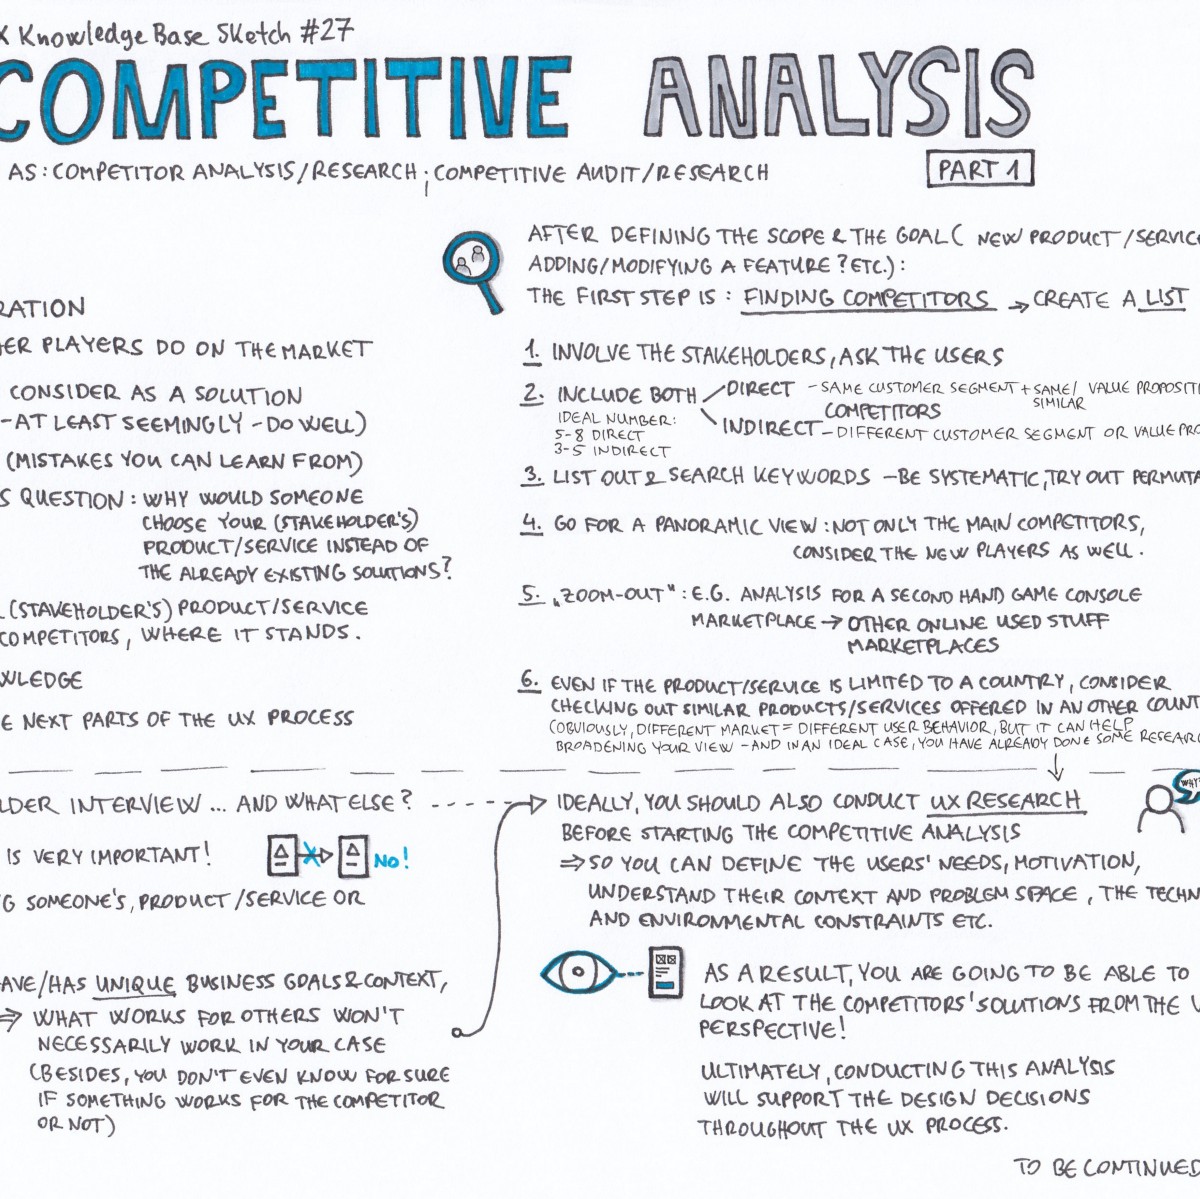 X Knowledge Base Sketch #27
COMPETITIVE ANALYSIS
AS: COMPETITOR ANALYSIS/RESEARCH; COMPETITIVE AUDIT/RESEARCH
PART 1
RATION
ER PLAYERS DO ON THE MARKET
CONSIDER AS A SOLUTION
-AT LEAST SEEMINGLY - DO WELL)
(MISTAKES YOU CAN LEARN FROM)
S QUESTION: WHY WOULD SOMEONE
CHOOSE YOUR (STAKEHOLDER'S)
PRODUCT/SERVICE INSTEAD OF
THE ALREADY EXISTING SOLUTIONS?
(STAKEHOLDER'S) PRODUCT/SERVICE
COMPETITORS, WHERE IT STANDS.
WLEDGE
E NEXT PARTS OF THE UX PROCESS
AFTER DEFINING THE SCOPE & THE GOAL ( NEW PRODUCT/SERVICE
ADDING/MODIFYING A FEATURE? ETC.):
THE FIRST STEP IS: FINDING COMPETITORS → CREATE A LIST
1. INVOLVE THE STAKEHOLDERS, ASK THE USERS
2. INCLUDE BOTH DIRECT - SAME CUSTOMER SEGMENT + SAME/ VALUE PROPOSITI
SIMILAR
COMPETITORS
INDIRECT - DIFFERENT CUSTOMER SEGMENT OR VALUE PRO
IDEAL NUMBER:
5-8 DIRECT
3-5 INDIRECT
3. LIST OUT & SEARCH KEYWORDS - BE SYSTEMATIC, TRY OUT PERMUTA
4. GO FOR A PANORAMIC VIEW: NOT ONLY THE MAIN COMPETITORS,
CONSIDER THE NEW PLAYERS AS WELL.
5. „ZOOM-OUT": E.G. ANALYSIS FOR A SECOND HAND GAME CONSOLE
MARKETPLACE → OTHER ONLINE USED STUFF
MARKETPLACES
6. EVEN IF THE PRODUCT/SERVICE IS LIMITED TO A COUNTRY, CONSIDER
CHECKING OUT SIMILAR PRODUCTS/SERVICES OFFERED IN AN OTHER COUNT
(OBVIOUSLY, DIFFERENT MARKET = DIFFERENT USER BEHAVIOR, BUT IT CAN HELP
BROADENING YOUR VIEW - AND IN AN IDEAL CASE, YOU HAVE ALREADY DONE SOME RESEARC
LDER INTERVIEW ... AND WHAT ELSE?
IS VERY IMPORTANT!
NO!
G SOMEONE'S, PRODUCT/SERVICE OR
AVE/HAS UNIQUE BUSINESS GOALS & CONTEXT,
⇒ WHAT WORKS FOR OTHERS WON'T
NECESSARILY WORK IN YOUR CASE
(BESIDES, YOU DON'T EVEN KNOW FOR SURE
IF SOMETHING WORKS FOR THE COMPETITOR
OR NOT)
IDEALLY, YOU SHOULD ALSO CONDUCT UX RESEARCH
WHY?
BEFORE STARTING THE COMPETITIVE ANALYSIS
⇒ SO YOU CAN DEFINE THE USERS' NEEDS, MOTIVATION,
UNDERSTAND THEIR CONTEXT AND PROBLEM SPACE, THE TECHN
AND ENVIRONMENTAL CONSTRAINTS ETC.
AS A RESULT, YOU ARE GOING TO BE ABLE TO
LOOK AT THE COMPETITORS' SOLUTIONS FROM THE U
PERSPECTIVE!
ULTIMATELY, CONDUCTING THIS ANALYSIS
WILL SUPPORT THE DESIGN DECISIONS
THROUGHOUT THE UX PROCESS.
TO BE CONTINUED